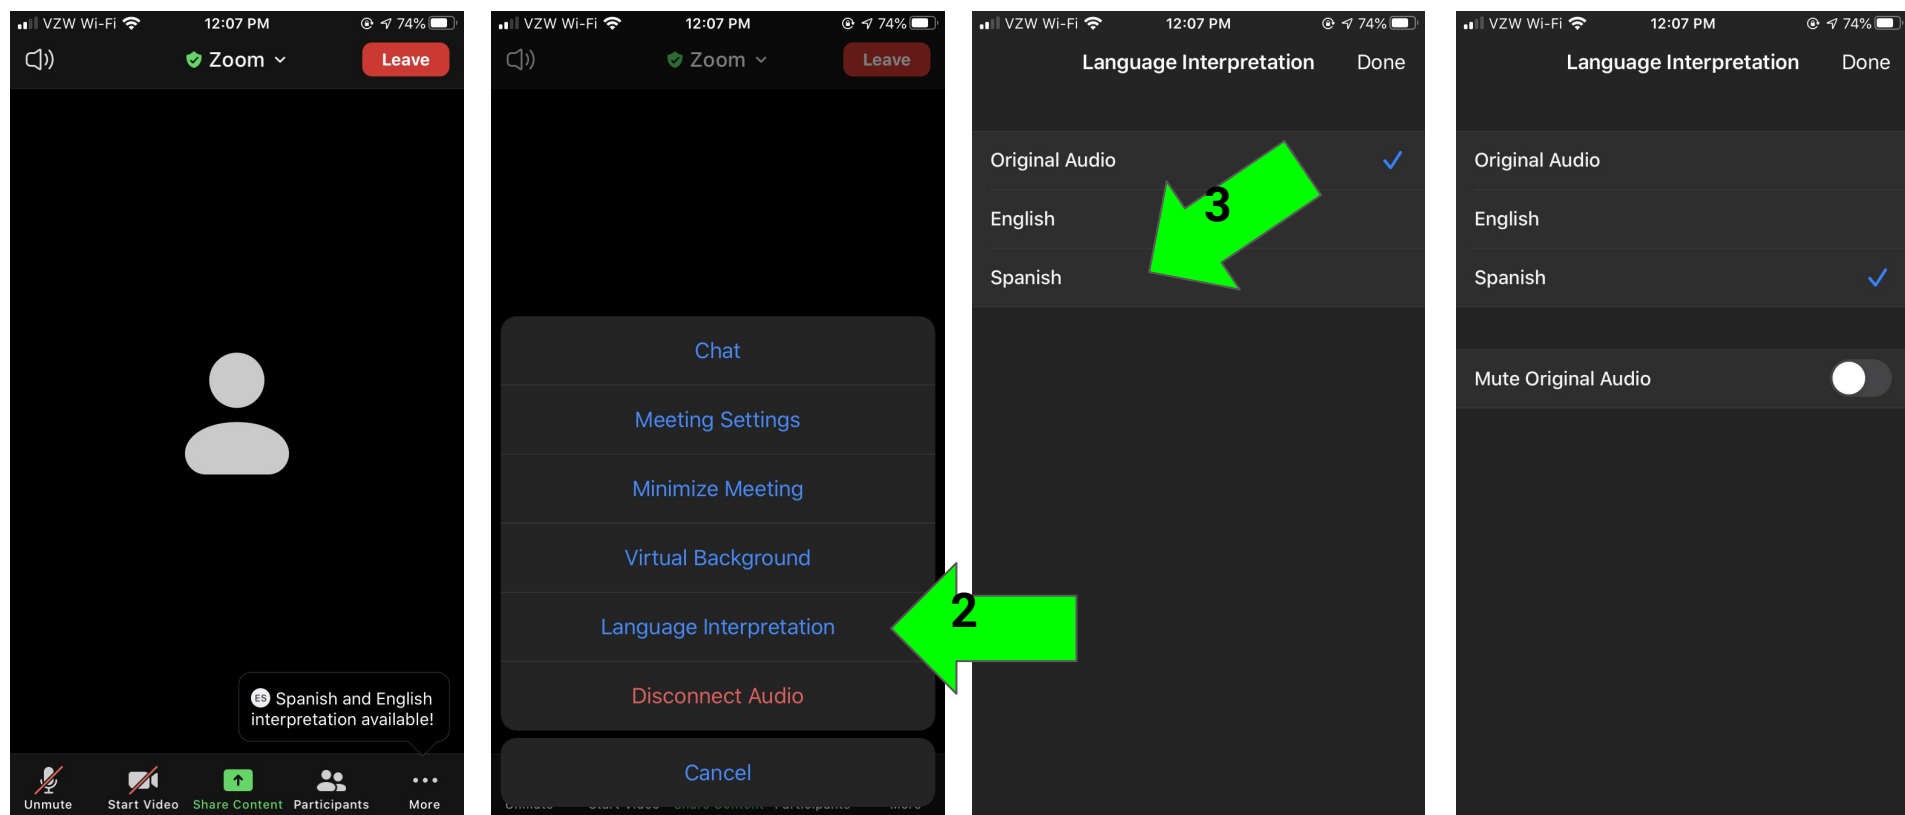 VZW Wi-Fi 12:07 PM 74%
Zoom Leave
ES Spanish and English
interpretation available!
Unmute Start Video Share Content Participants More
VZW Wi-Fi 12:07 PM 74%
Zoom Leave
Chat
Meeting Settings
Minimize Meeting
Virtual Background
Language Interpretation
2
Disconnect Audio
Cancel
VZW Wi-Fi 12:07 PM 74%
Language Interpretation Done
Original Audio
3
English
Spanish
VZW Wi-Fi 12:07 PM 74%
Language Interpretation Done
Original Audio
English
Spanish
Mute Original Audio